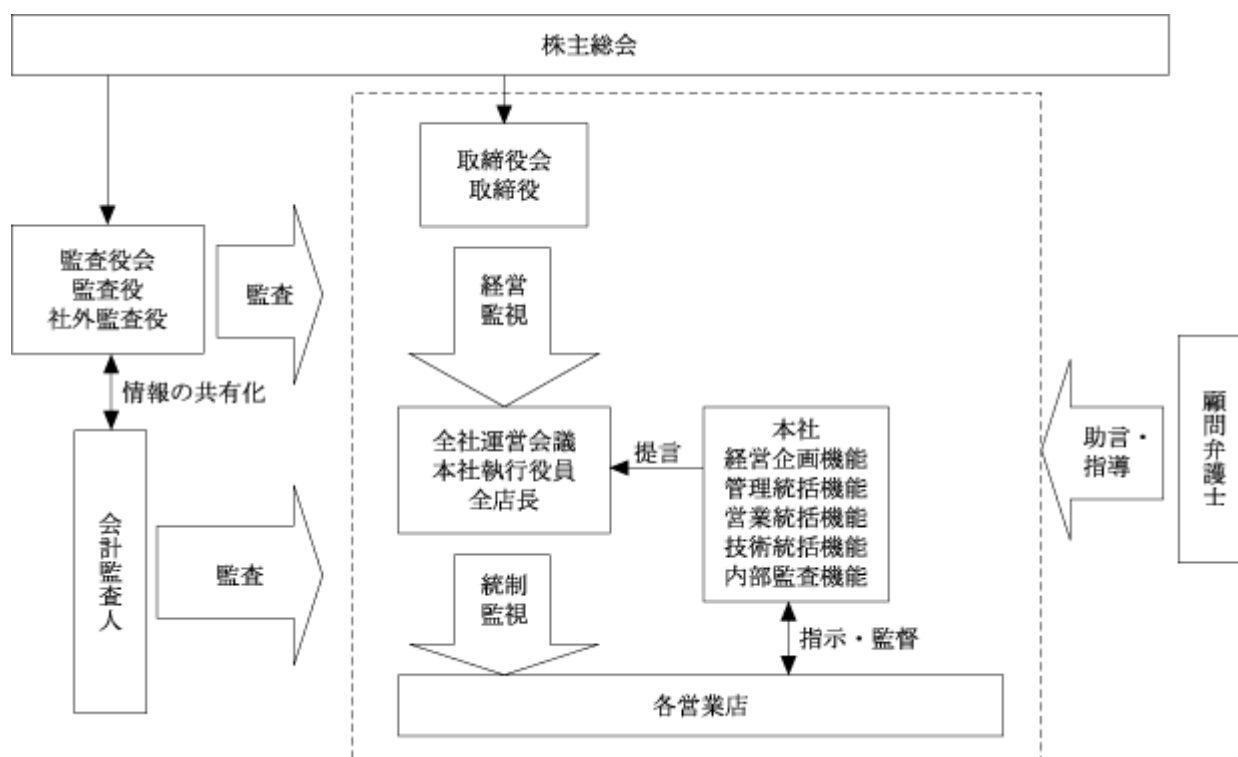 株主総会
取締役会
取締役
監査役会
監査役
社外監査役
監査
経営
監視
情報の共有化
全社運営会議
本社執行役員
全店長
提言
本社
経営企画機能
管理統括機能
営業統括機能
技術統括機能
内部監査機能
助言・
指導
顧問弁護士
会計監査人
監査
統制
監視
指示・監督
各営業店